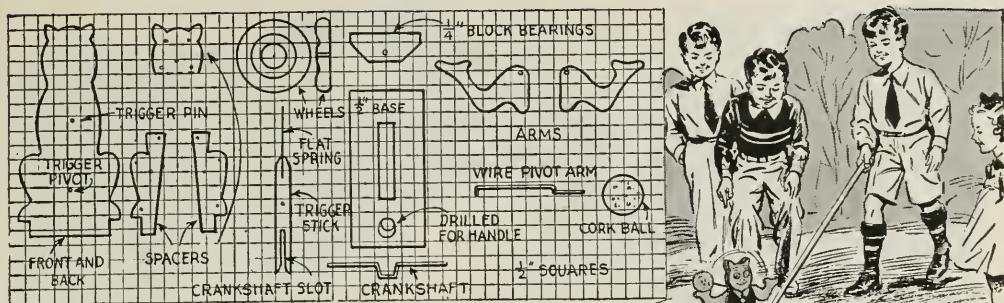 1/4" BLOCK BEARINGS
TRIGGER PIN
WHEELS
1/2" BASE
FLAT
SPRING
ARMS
TRIGGER
PIVOT
WIRE PIVOT ARM
TRIGGER
STICK
DRILLED
FOR HANDLE
CORK BALL
FRONT AND
BACK
SPACERS
1/2" SQUARES
CRANKSHAFT SLOT
CRANKSHAFT